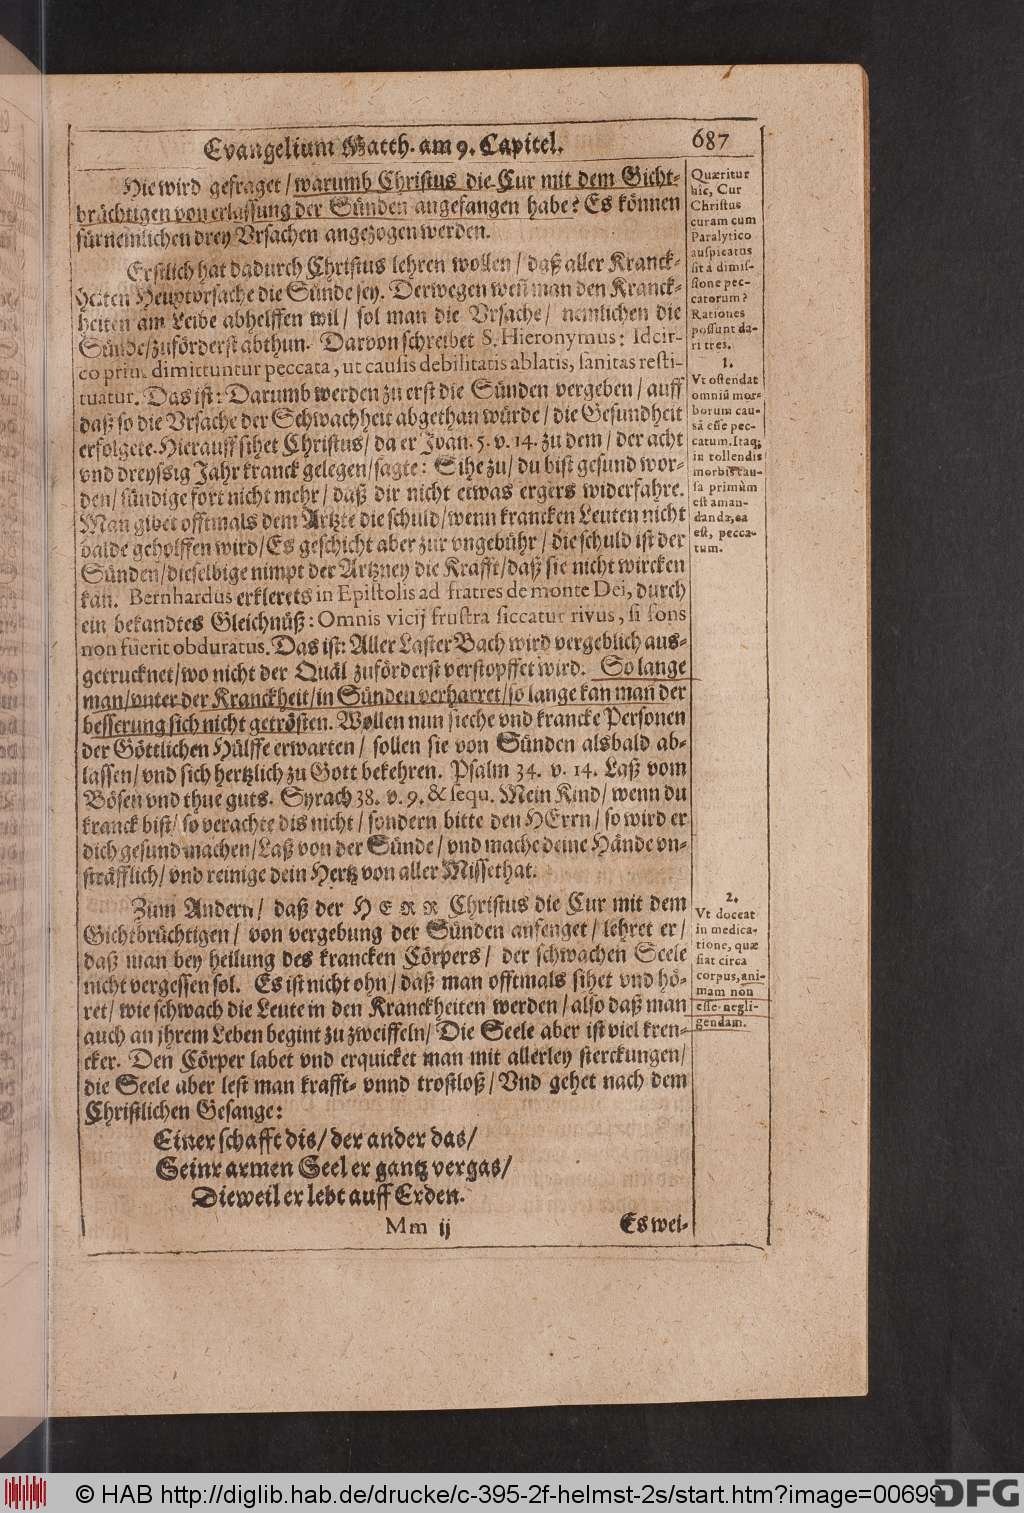 Evangelium Matth. am 9. Capitel.
687
Hie wird gefraget/ warumb Christus die Cur mit dem Gicht-
brüchtigen von erlassung der Sünden angefangen habe? Es können
fürnemlichen drey Vrsachen angezogen werden.
Erstlich hat dadurch Christus lehren wollen/ daß aller Kranck-
heiten Heuptvrsache die Sünde sey. Derwegen weñ man den Kranck-
heiten am Leibe abhelffen wil/ sol man die Vrsache/ nemlichen die
Sünde/ zuförderst abthun. Darvon schreibet S. Hieronymus: Idcir-
co prius dimittuntur peccata, ut causis debilitatis ablatis, sanitas resti-
tuatur. Das ist: Darumb werden zu erst die Sünden vergeben/ auff
daß so die Vrsache der Schwachheit abgethan würde/ die Gesundheit
erfolgete. Hierauff sihet Christus/ da er Joan. 5. v. 14. zu dem/ der acht
vnd dreyssig Jahr kranck gelegen/ sagte: Sihe zu/ du bist gesund wor-
den/ sündige fort nicht mehr/ daß dir nicht etwas ergers widerfahre.
Man gibet offtmals dem Artzte die schuld/ wenn krancken Leuten nicht
balde geholffen wird/ Es geschicht aber zur vngebühr/ die schuld ist der
Sünden/ dieselbige nimpt der Artzney die Krafft/ daß sie nicht wircken
kan. Bernhardus erklerets in Epistolis ad fratres de monte Dei, durch
ein bekandtes Gleichnüß: Omnis vicij frustra siccatur rivus, si fons
non fuerit obduratus. Das ist: Aller Laster Bach wird vergeblich aus-
getrucknet/ wo nicht der Quäl zuförderst verstopffet wird. So lange
man/ vnter der Kranckheit/ in Sünden verharret/ so lange kan man der
besserung sich nicht getrösten. Wollen nun sieche vnd krancke Personen
der Göttlichen Hülffe erwarten/ sollen sie von Sünden alsbald ab-
lassen/ vnd sich hertzlich zu Gott bekehren. Psalm 34. v. 14. Laß vom
Bösen vnd thue guts. Syrach 38. v. 9. & sequ. Mein Kind/ wenn du
kranck bist/ so verachte dis nicht/ sondern bitte den HErrn/ so wird er
dich gesund machen/ Laß von der Sünde/ vnd mache deine Hände vn-
sträfflich/ vnd reinige dein Hertz von aller Missethat.
Zum Andern/ daß der HERR Christus die Cur mit dem
Gichtbrüchtigen/ von vergebung der Sünden anfenget/ lehret er/
daß man bey heilung des krancken Cörpers/ der schwachen Seele
nicht vergessen sol. Es ist nicht ohn/ daß man offtmals sihet vnd hö-
ret/ wie schwach die Leute in den Kranckheiten werden/ also daß man
auch an jhrem Leben begint zu zweiffeln/ Die Seele aber ist viel kren-
cker. Den Cörper labet vnd erquicket man mit allerley sterckungen/
die Seele aber lest man krafft- vnnd trostloß/ Vnd gehet nach dem
Christlichen Gesange:
Einer schafft dis/ der ander das/
Seinr armen Seel er gantz vergas/
Dieweil er lebt auff Erden.
Mm ij
Es wei-
Quæritur
hîc, Cur
Christus
curam cum
Paralytico
auspicatus
sit à dimis-
sione pec-
catorum?
Rationes
possunt da-
ri tres.
1.
Vt ostendat
omniũ mor-
borum cau-
sã esse pec-
catum. Itaq;
in tollendis
morbis cau-
sa primùm
est aman-
danda, ea
est, pecca-
tum.
2.
Vt doceat
in medica-
tione, quæ
fiat circa
corpus, ani-
mam non
esse negli-
gendam.
© HAB http://diglib.hab.de/drucke/c-395-2f-helmst-2s/start.htm?image=00699
DFG